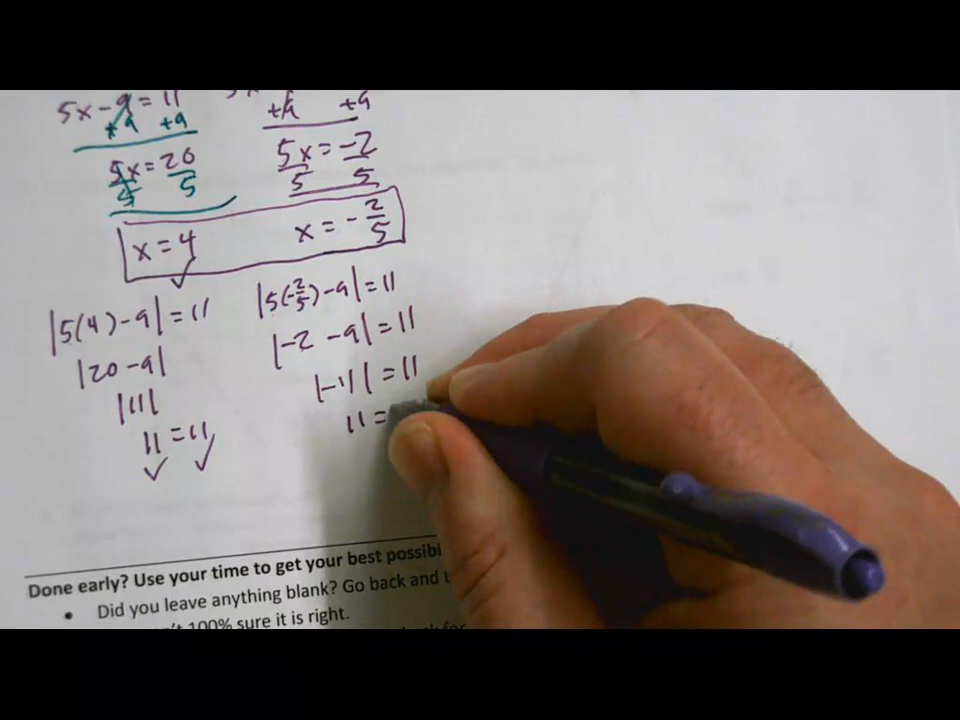 5x - 9 = 11
+9 +9
+9 +9
5x = 20
5x = -2
5 5
5 5
x = 4
x = - 2/5
|5(4) - 9| = 11
|5(-2/5) - 9| = 11
|20 - 9|
|-2 - 9| = 11
|11|
|-11| = 11
11 = 11
11 =
Done early? Use your time to get your best possibl
• Did you leave anything blank? Go back and
100% sure it is right.